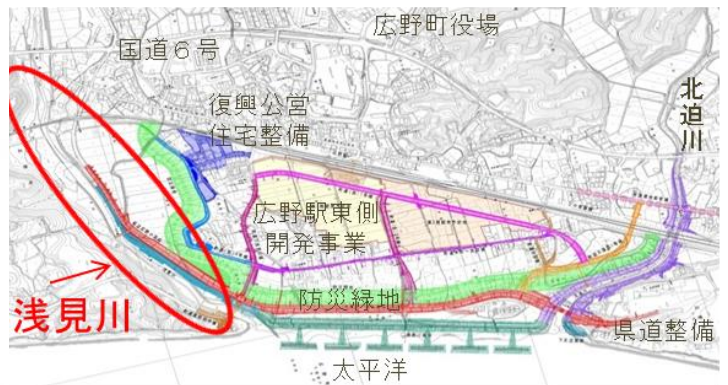 広野町役場
国道６号
北迫川
復興公営
住宅整備
広野駅東側
開発事業
防災緑地
浅見川
県道整備
太平洋